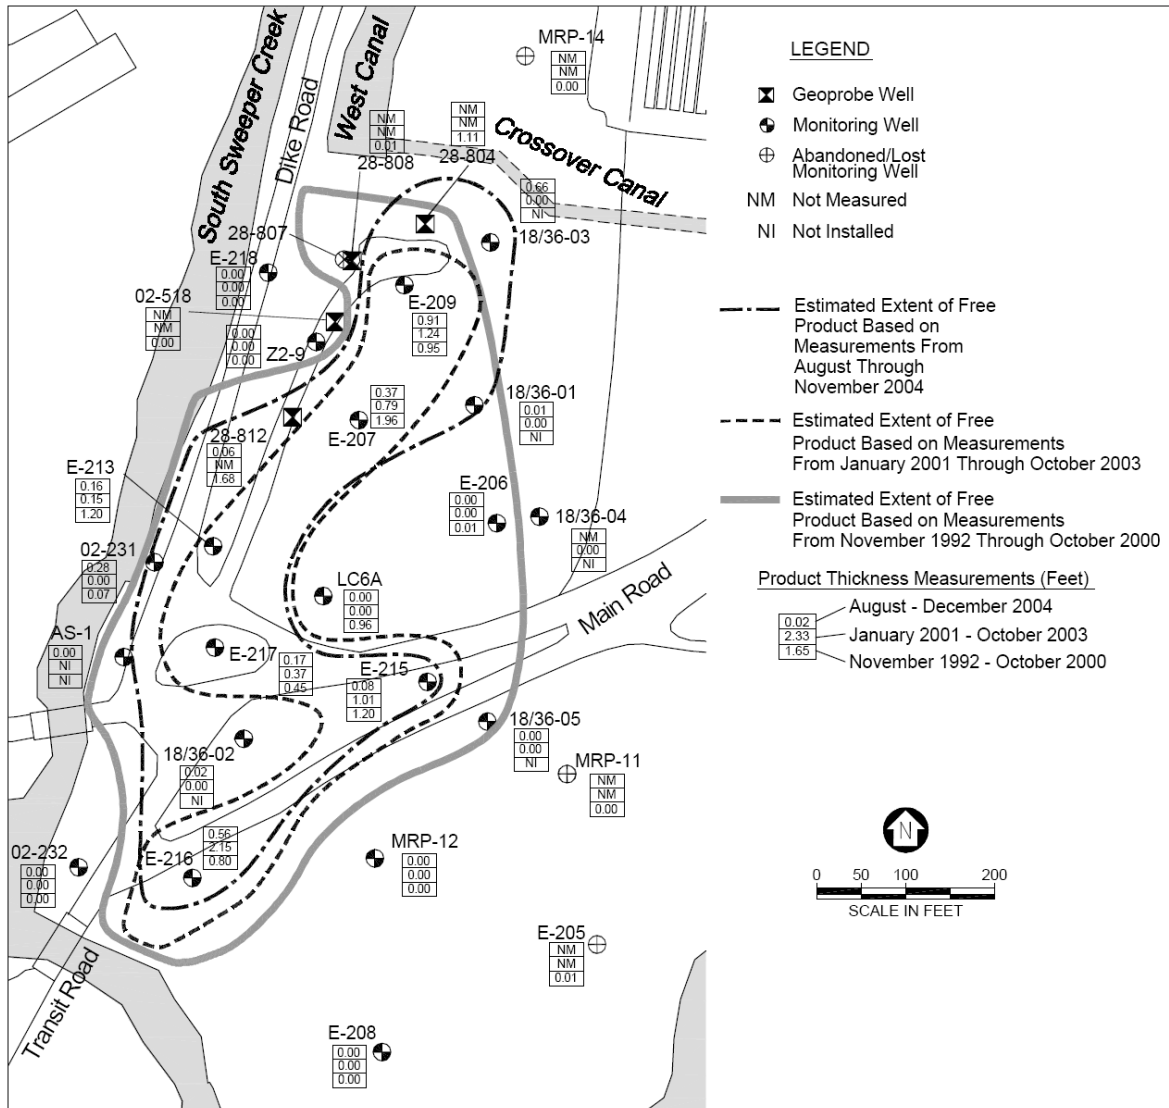 MRP-14
NM
NM
0.00
South Sweeper Creek
Dike Road
West Canal
Crossover Canal
NM
NM
0.01
28-808
NM
NM
1.11
28-804
0.66
0.00
NI
18/36-03
28-807
E-218
0.00
0.00
0.00
02-518
NM
NM
0.00
0.00
0.00
0.00
Z2-9
E-209
0.91
1.24
0.95
0.37
0.79
1.96
E-207
18/36-01
0.01
0.00
NI
28-812
0.06
NM
1.68
E-213
0.16
0.15
1.20
E-206
0.00
0.00
0.01
18/36-04
NM
0.00
NI
02-231
0.28
0.00
0.07
LC6A
0.00
0.00
0.96
Main Road
AS-1
0.00
NI
NI
E-217
0.17
0.37
0.45
E-215
0.08
1.01
1.20
18/36-05
0.00
0.00
NI
18/36-02
0.02
0.00
NI
MRP-11
NM
NM
0.00
02-232
0.00
0.00
0.00
E-216
0.56
2.15
0.80
MRP-12
0.00
0.00
0.00
E-205
NM
NM
0.01
Transit Road
E-208
0.00
0.00
0.00
LEGEND
Geoprobe Well
Monitoring Well
Abandoned/Lost
Monitoring Well
NM Not Measured
NI Not Installed
Estimated Extent of Free
Product Based on
Measurements From
August Through
November 2004
Estimated Extent of Free
Product Based on Measurements
From January 2001 Through October 2003
Estimated Extent of Free
Product Based on Measurements
From November 1992 Through October 2000
Product Thickness Measurements (Feet)
0.02 August - December 2004
2.33 January 2001 - October 2003
1.65 November 1992 - October 2000
N
0 50 100 200
SCALE IN FEET